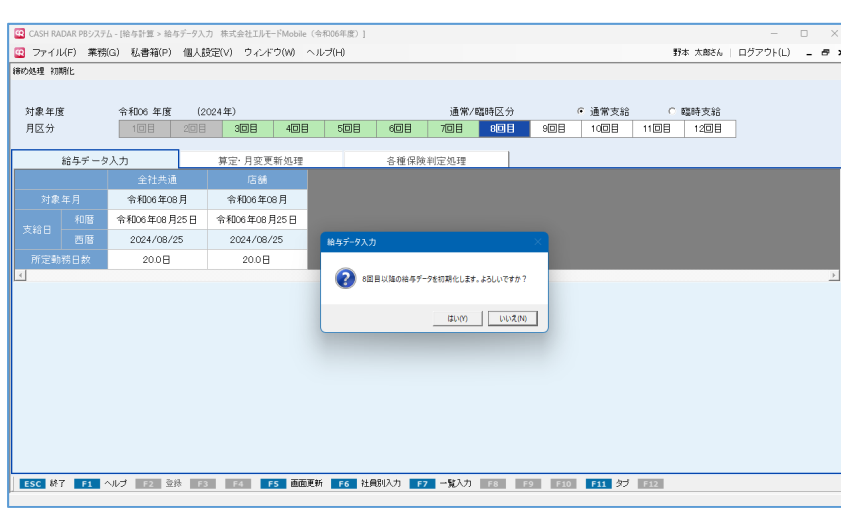 CASH RADAR PBシステム - [給与計算 > 給与データ入力 株式会社エルモードMobile（令和006年度）]
ファイル(F) 業務(G) 私書箱(P) 個人設定(V) ウィンドウ(W) ヘルプ(H) 野本 太郎さん ログアウト(L)
締め処理 初期化
対象年度 令和06 年度 (2024年) 通常/臨時区分 通常支給 臨時支給
月区分 1回目 2回目 3回目 4回目 5回目 6回目 7回目 8回目 9回目 10回目 11回目 12回目
給与データ入力 算定・月変更新処理 各種保険判定処理
全社共通 店舗
対象年月 令和06年08月 令和06年08月
支給日 和暦 令和06年08月25日 令和06年08月25日
西暦 2024/08/25 2024/08/25
所定勤務日数 20.0日 20.0日
給与データ入力
8回目以降の給与データを初期化します。よろしいですか？
はい(Y) いいえ(N)
ESC 終了 F1 ヘルプ F2 登録 F3 F4 F5 画面更新 F6 社員別入力 F7 一覧入力 F8 F9 F10 F11 タブ F12